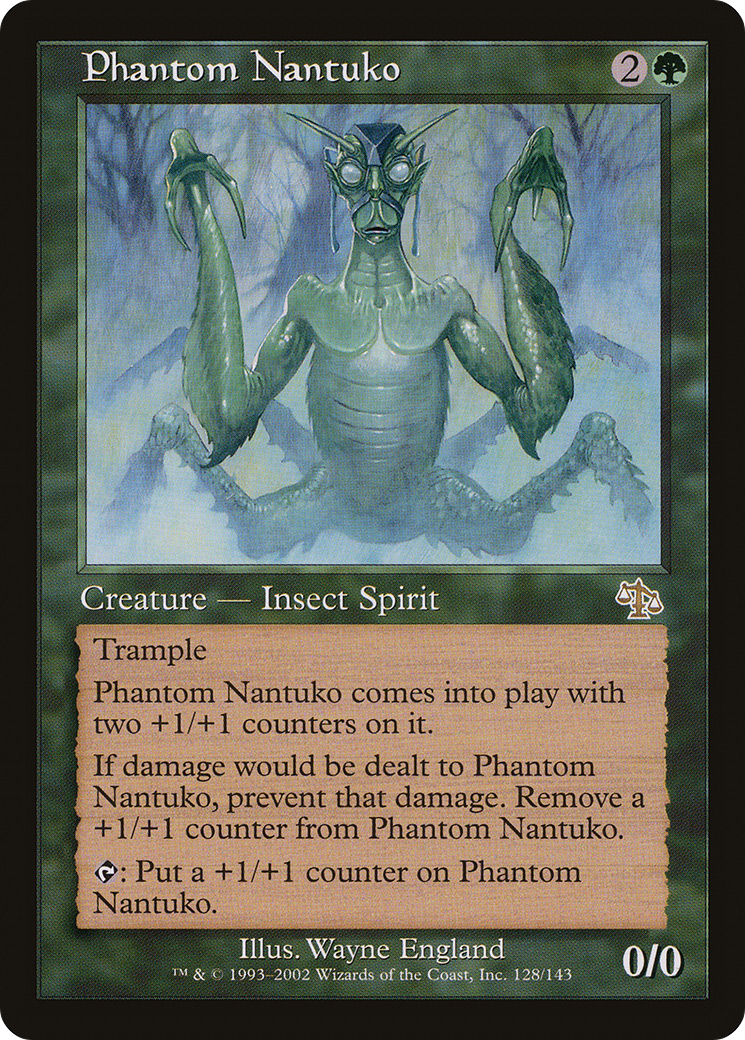 Phantom Nantuko 2
Creature — Insect Spirit
Trample
Phantom Nantuko comes into play with
two +1/+1 counters on it.
If damage would be dealt to Phantom
Nantuko, prevent that damage. Remove a
+1/+1 counter from Phantom Nantuko.
: Put a +1/+1 counter on Phantom
Nantuko.
Illus. Wayne England
™ & © 1993–2002 Wizards of the Coast, Inc. 128/143
0/0